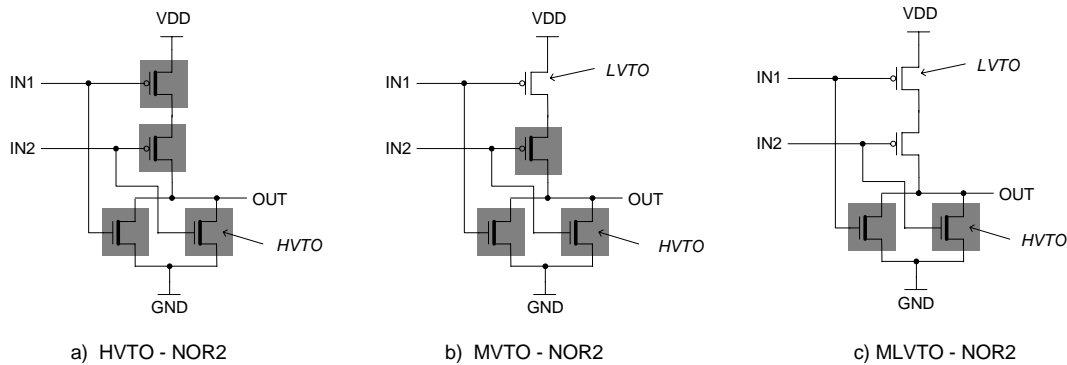 VDD
IN1
IN2
OUT
HVTO
GND
a) HVTO - NOR2
VDD
LVTO
IN1
IN2
OUT
HVTO
GND
b) MVTO - NOR2
VDD
IN1
LVTO
IN2
OUT
HVTO
GND
c) MLVTO - NOR2